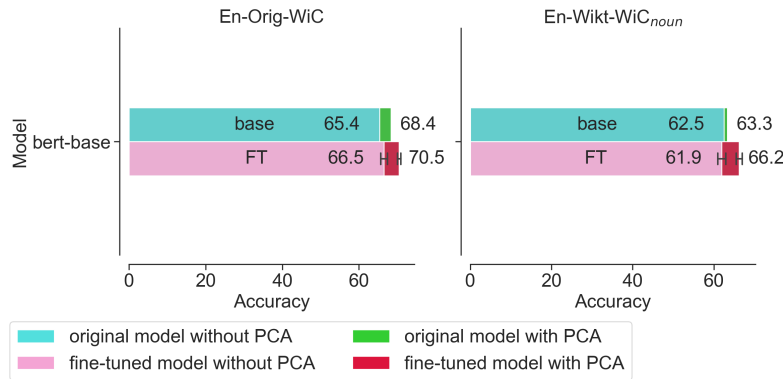 En-Orig-WiC
En-Wikt-WiC_noun
Model
bert-base
base 65.4 68.4
FT 66.5 70.5
base 62.5 63.3
FT 61.9 66.2
0 20 40 60
0 20 40 60
Accuracy
Accuracy
original model without PCA
original model with PCA
fine-tuned model without PCA
fine-tuned model with PCA